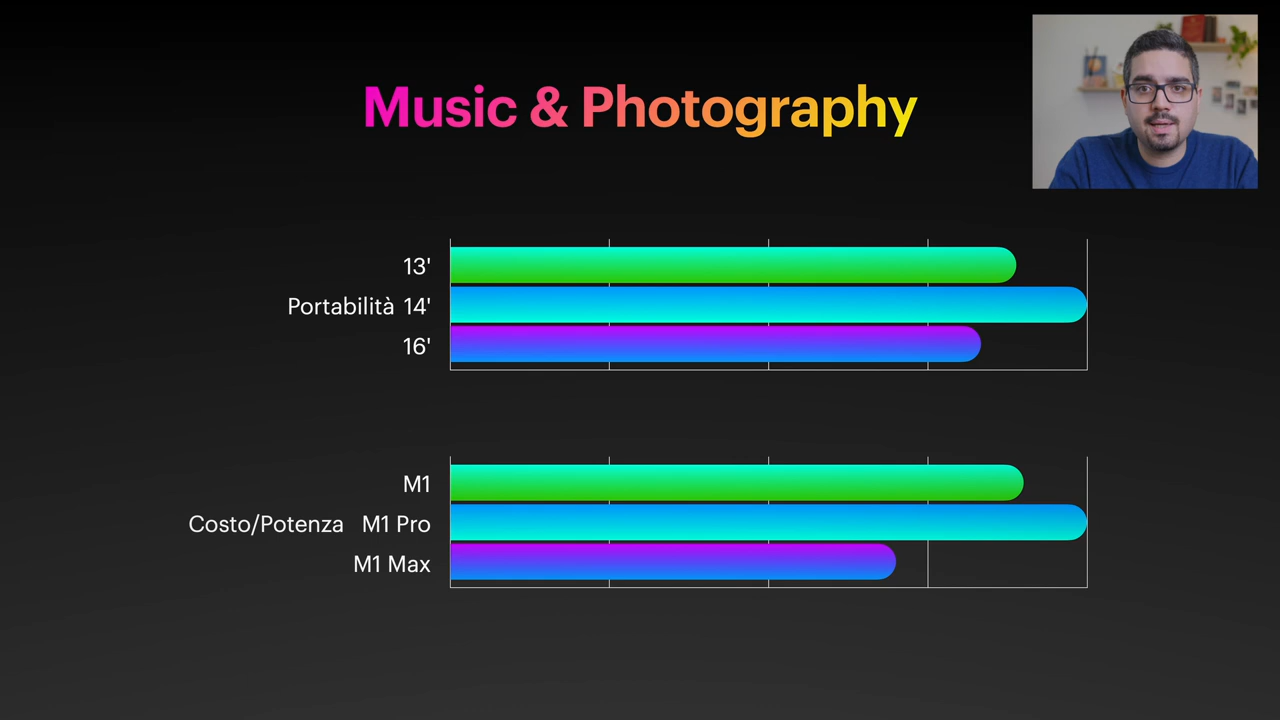 Music & Photography
13'
Portabilità 14'
16'
M1
Costo/Potenza M1 Pro
M1 Max